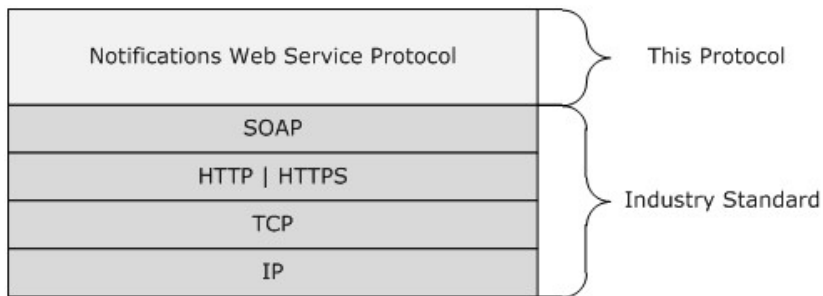 Notifications Web Service Protocol
This Protocol
SOAP
HTTP | HTTPS
Industry Standard
TCP
IP